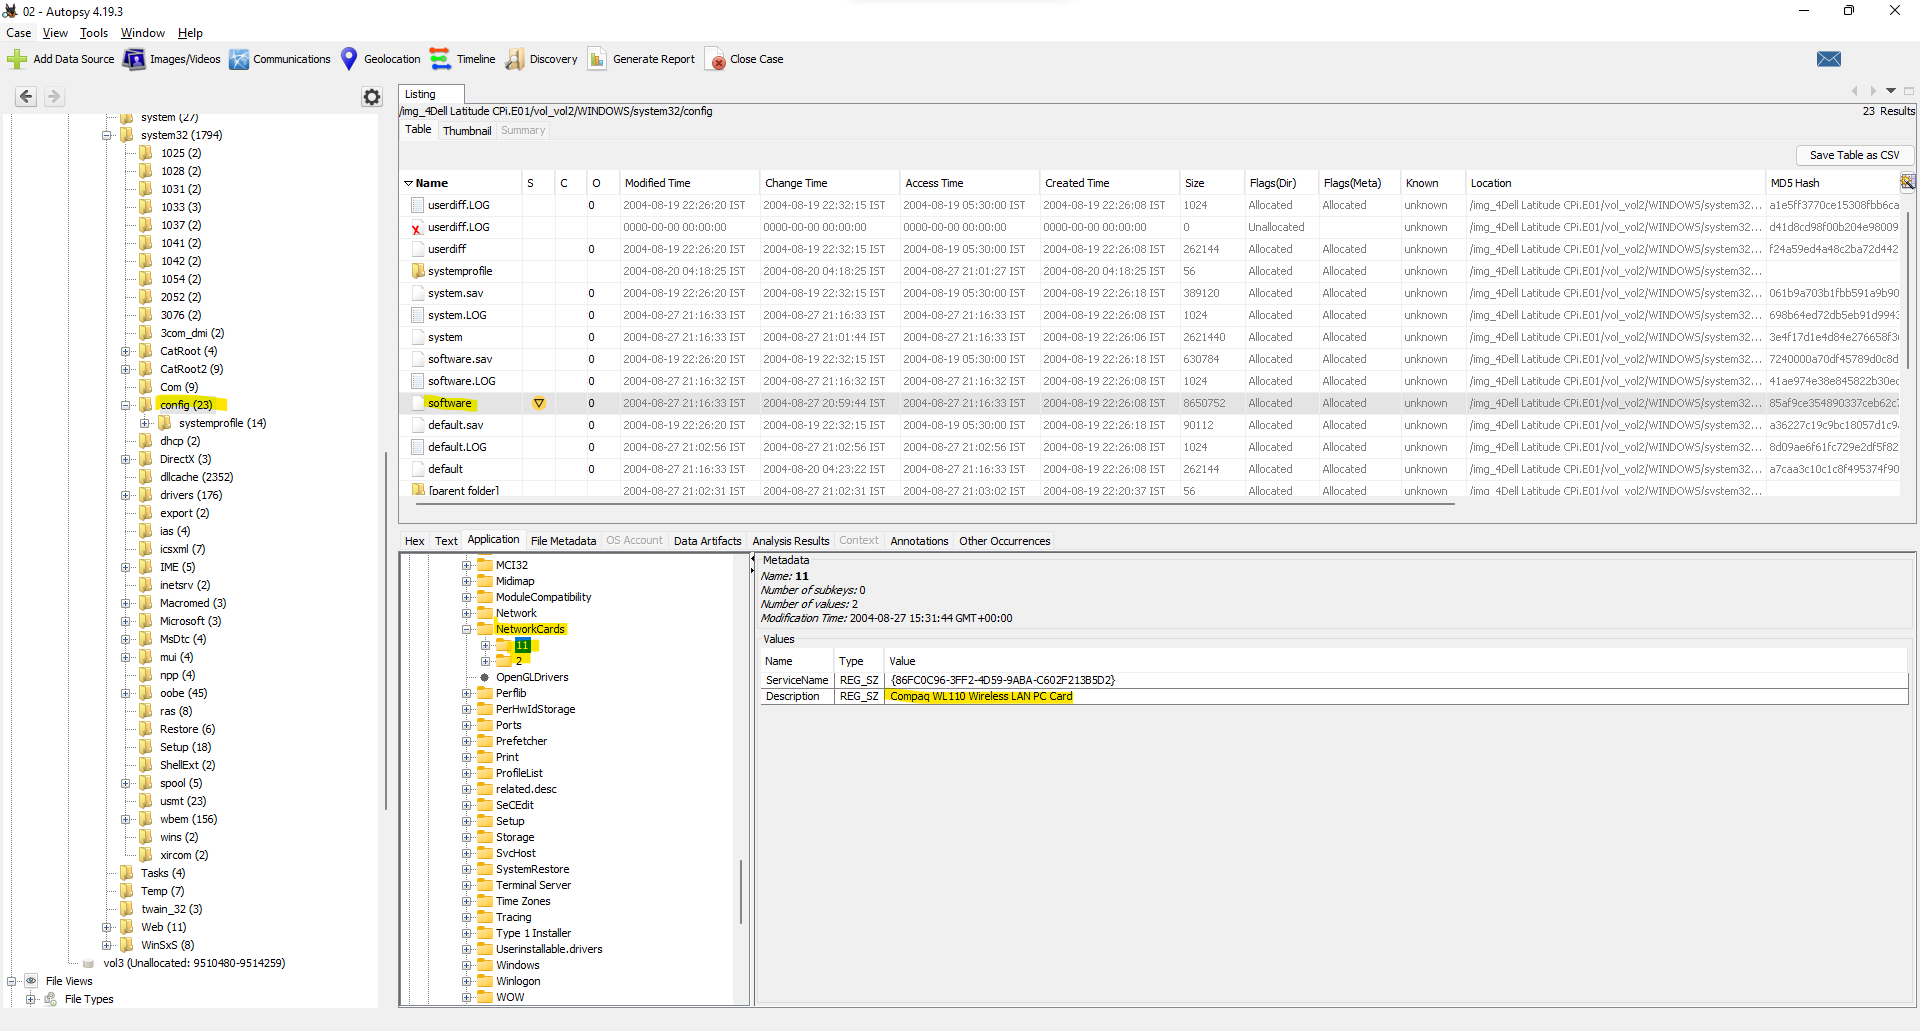 02 - Autopsy 4.19.3
Case View Tools Window Help
Add Data Source Images/Videos Communications Geolocation Timeline Discovery Generate Report Close Case
Listing
/img_4Dell Latitude CPi.E01/vol_vol2/WINDOWS/system32/config 23 Results
Table Thumbnail Summary
Save Table as CSV
Name S C O Modified Time Change Time Access Time Created Time Size Flags(Dir) Flags(Meta) Known Location MD5 Hash
userdiff.LOG 0 2004-08-19 22:26:20 IST 2004-08-19 22:32:15 IST 2004-08-19 05:30:00 IST 2004-08-19 22:26:08 IST 1024 Allocated Allocated unknown /img_4Dell Latitude CPi.E01/vol_vol2/WINDOWS/system32... a1e5ff3770ce15308fbb6ca
userdiff.LOG 0000-00-00 00:00:00 0000-00-00 00:00:00 0000-00-00 00:00:00 0000-00-00 00:00:00 0 Unallocated unknown /img_4Dell Latitude CPi.E01/vol_vol2/WINDOWS/system32... d41d8cd98f00b204e98009
userdiff 0 2004-08-19 22:26:20 IST 2004-08-19 22:32:15 IST 2004-08-19 05:30:00 IST 2004-08-19 22:26:08 IST 262144 Allocated Allocated unknown /img_4Dell Latitude CPi.E01/vol_vol2/WINDOWS/system32... f24a59ed4a48c2ba72d442
systemprofile 2004-08-20 04:18:25 IST 2004-08-20 04:18:25 IST 2004-08-27 21:01:27 IST 2004-08-20 04:18:25 IST 56 Allocated Allocated unknown /img_4Dell Latitude CPi.E01/vol_vol2/WINDOWS/system32...
system.sav 0 2004-08-19 22:26:20 IST 2004-08-19 22:32:15 IST 2004-08-19 05:30:00 IST 2004-08-19 22:26:18 IST 389120 Allocated Allocated unknown /img_4Dell Latitude CPi.E01/vol_vol2/WINDOWS/system32... 061b9a703b1fbb591a9b90
system.LOG 0 2004-08-27 21:16:33 IST 2004-08-27 21:16:33 IST 2004-08-27 21:16:33 IST 2004-08-19 22:26:08 IST 1024 Allocated Allocated unknown /img_4Dell Latitude CPi.E01/vol_vol2/WINDOWS/system32... 698b64ed72db5eb91d9943
system 0 2004-08-27 21:16:33 IST 2004-08-27 21:01:44 IST 2004-08-27 21:16:33 IST 2004-08-19 22:26:06 IST 2621440 Allocated Allocated unknown /img_4Dell Latitude CPi.E01/vol_vol2/WINDOWS/system32... 3e4f17d1e4d84e276658f3
software.sav 0 2004-08-19 22:26:20 IST 2004-08-19 22:32:15 IST 2004-08-19 05:30:00 IST 2004-08-19 22:26:18 IST 630784 Allocated Allocated unknown /img_4Dell Latitude CPi.E01/vol_vol2/WINDOWS/system32... 7240000a70df45789d0c8d
software.LOG 0 2004-08-27 21:16:32 IST 2004-08-27 21:16:32 IST 2004-08-27 21:16:32 IST 2004-08-19 22:26:08 IST 1024 Allocated Allocated unknown /img_4Dell Latitude CPi.E01/vol_vol2/WINDOWS/system32... 41ae974e38e845822b30ec
software 0 2004-08-27 21:16:33 IST 2004-08-27 20:59:44 IST 2004-08-27 21:16:33 IST 2004-08-19 22:26:08 IST 8650752 Allocated Allocated unknown /img_4Dell Latitude CPi.E01/vol_vol2/WINDOWS/system32... 85af9ce354890337ceb62c
default.sav 0 2004-08-19 22:26:20 IST 2004-08-19 22:32:15 IST 2004-08-19 05:30:00 IST 2004-08-19 22:26:18 IST 90112 Allocated Allocated unknown /img_4Dell Latitude CPi.E01/vol_vol2/WINDOWS/system32... a36227c19c9bc18057d1c9
default.LOG 0 2004-08-27 21:02:56 IST 2004-08-27 21:02:56 IST 2004-08-27 21:02:56 IST 2004-08-19 22:26:08 IST 1024 Allocated Allocated unknown /img_4Dell Latitude CPi.E01/vol_vol2/WINDOWS/system32... 8d09ae6f61fc729e2df5f82
default 0 2004-08-27 21:16:33 IST 2004-08-20 04:23:22 IST 2004-08-27 21:16:33 IST 2004-08-19 22:26:08 IST 262144 Allocated Allocated unknown /img_4Dell Latitude CPi.E01/vol_vol2/WINDOWS/system32... a7caa3c10c1c8f495374f90
[parent folder] 2004-08-27 21:02:31 IST 2004-08-27 21:02:31 IST 2004-08-27 21:03:02 IST 2004-08-19 22:20:37 IST 56 Allocated Allocated unknown /img_4Dell Latitude CPi.E01/vol_vol2/WINDOWS/system32...
system (27)
system32 (1794)
1025 (2)
1028 (2)
1031 (2)
1033 (3)
1037 (2)
1041 (2)
1042 (2)
1054 (2)
2052 (2)
3076 (2)
3com_dmi (2)
CatRoot (4)
CatRoot2 (9)
Com (9)
config (23)
systemprofile (14)
dhcp (2)
DirectX (3)
dllcache (2352)
drivers (176)
export (2)
ias (4)
icsxml (7)
IME (5)
inetsrv (2)
Macromed (3)
Microsoft (3)
MsDtc (4)
mui (4)
npp (4)
oobe (45)
ras (8)
Restore (6)
Setup (18)
ShellExt (2)
spool (5)
usmt (23)
wbem (156)
wins (2)
xircom (2)
Tasks (4)
Temp (7)
twain_32 (3)
Web (11)
WinSxS (8)
vol3 (Unallocated: 9510480-9514259)
File Views
File Types
Hex Text Application File Metadata OS Account Data Artifacts Analysis Results Context Annotations Other Occurrences
MCI32
Midimap
ModuleCompatibility
Network
NetworkCards
11
2
OpenGLDrivers
Perflib
PerHwIdStorage
Ports
Prefetcher
Print
ProfileList
related.desc
SeCEdit
Setup
Storage
SvcHost
SystemRestore
Terminal Server
Time Zones
Tracing
Type 1 Installer
Userinstallable.drivers
Windows
Winlogon
WOW
Metadata
Name: 11
Number of subkeys: 0
Number of values: 2
Modification Time: 2004-08-27 15:31:44 GMT+00:00
Values
Name Type Value
ServiceName REG_SZ {86FC0C96-3FF2-4D59-9ABA-C602F213B5D2}
Description REG_SZ Compaq WL110 Wireless LAN PC Card